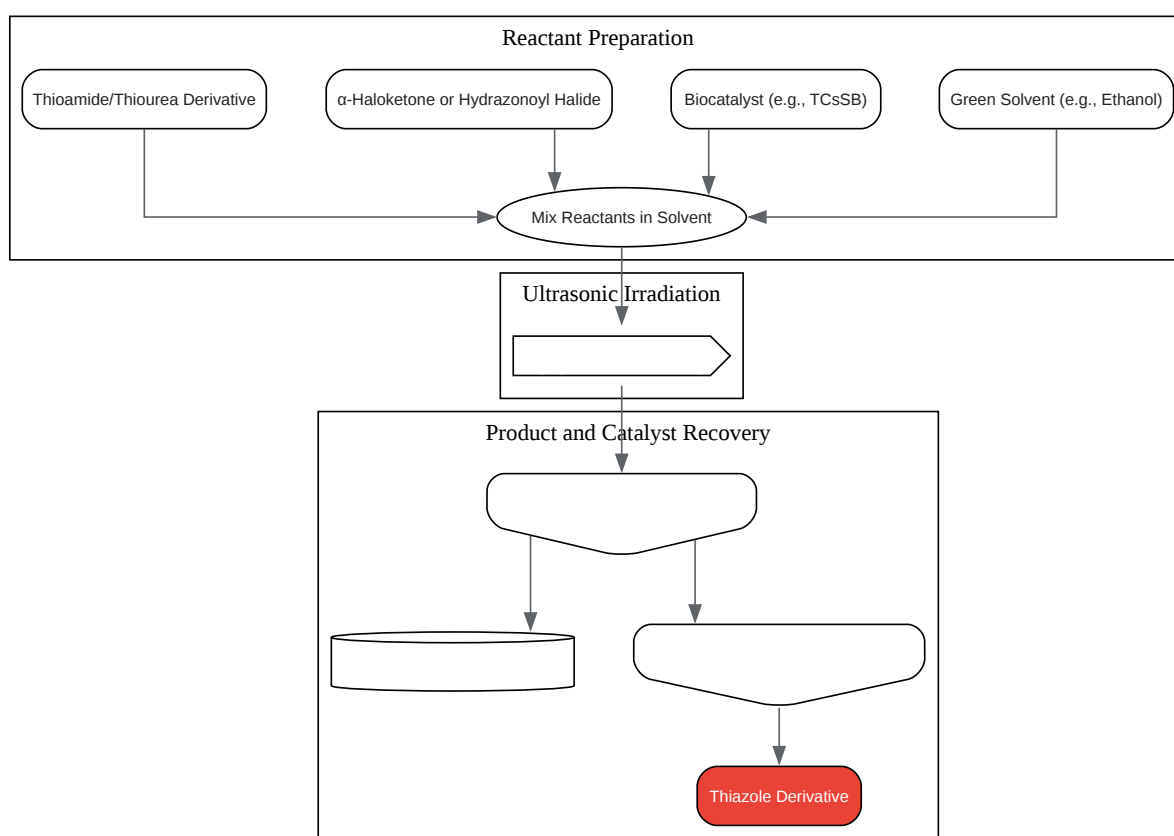 Reactant Preparation
Thioamide/Thiourea Derivative
α-Haloketone or Hydrazonoyl Halide
Biocatalyst (e.g., TCsSB)
Green Solvent (e.g., Ethanol)
Mix Reactants in Solvent
Ultrasonic Irradiation
Product and Catalyst Recovery
Thiazole Derivative